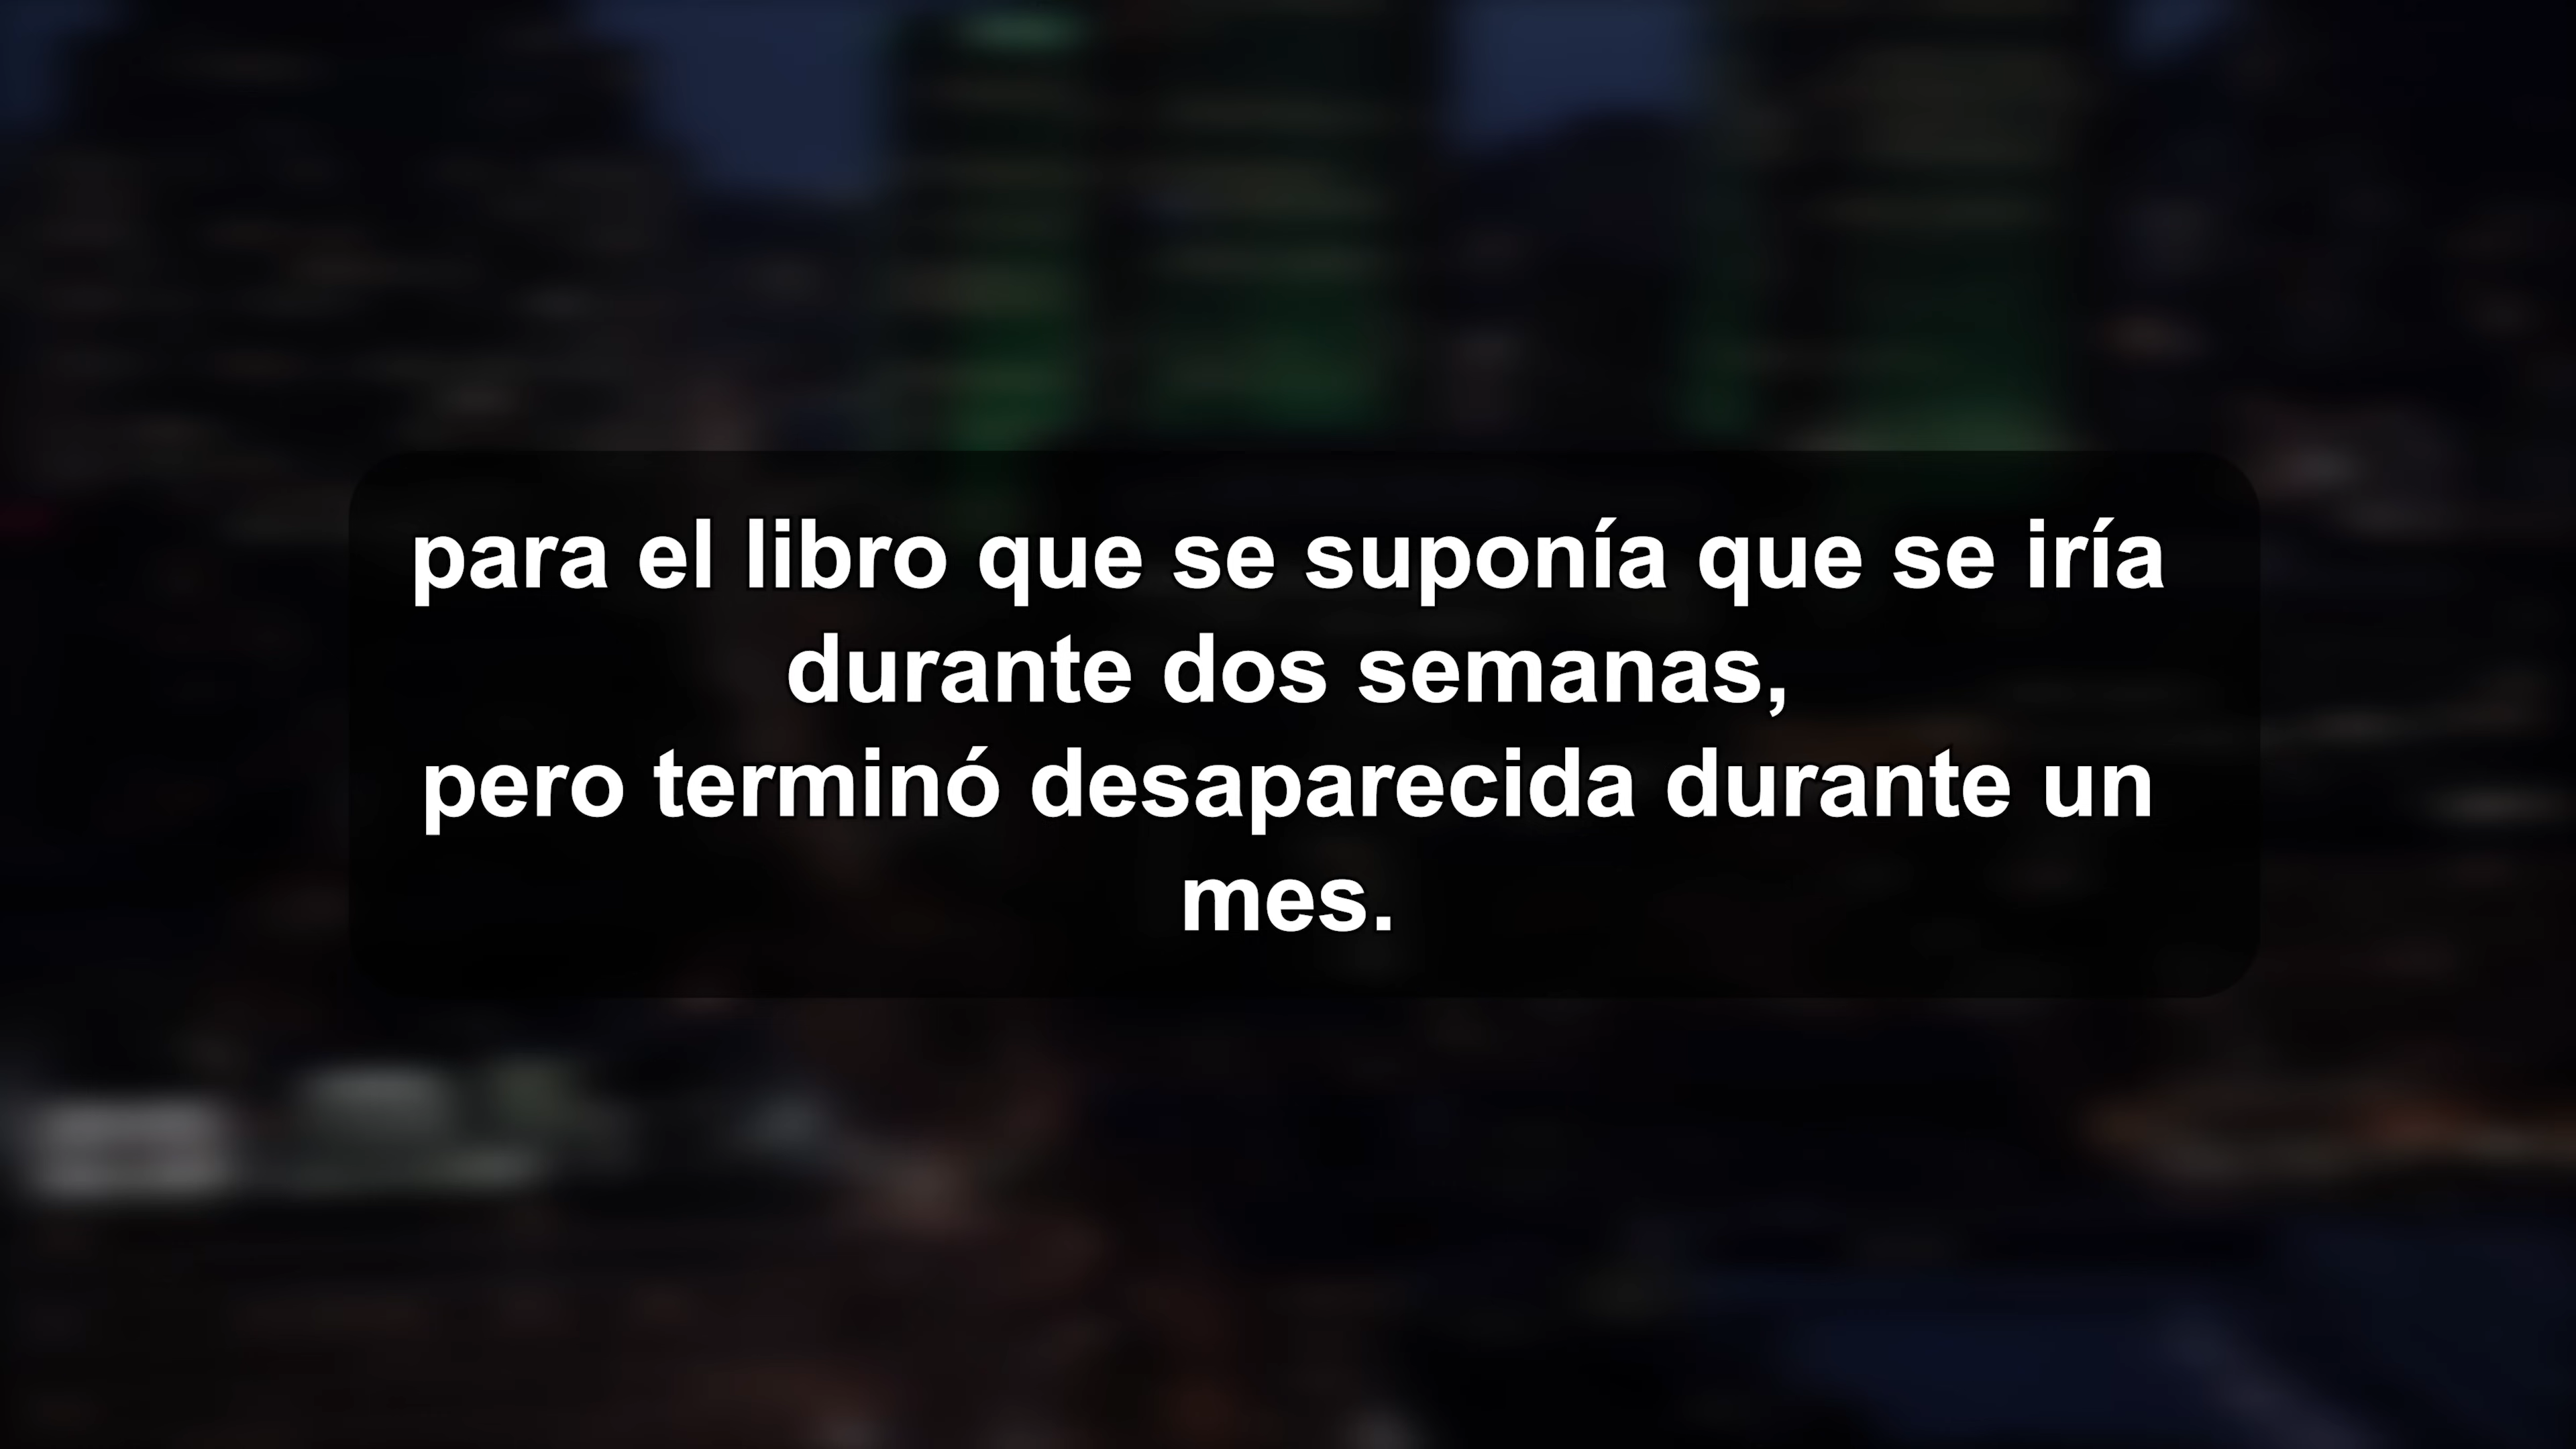 para el libro que se suponía que se iría
durante dos semanas,
pero terminó desaparecida durante un
mes.